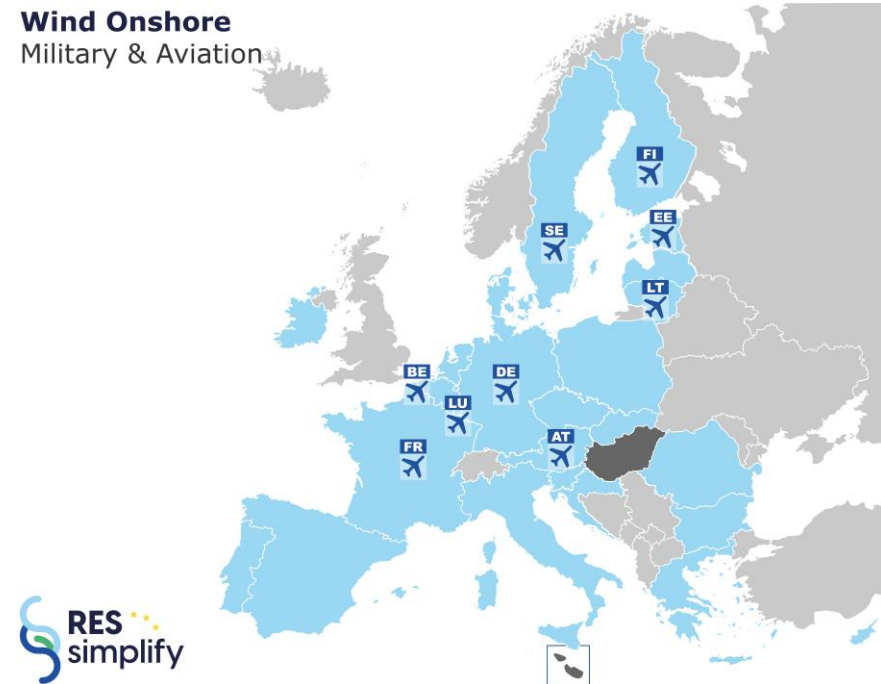 Wind Onshore
Military & Aviation
FI
SE
EE
LT
BE
DE
LU
AT
FR
RES
simplify